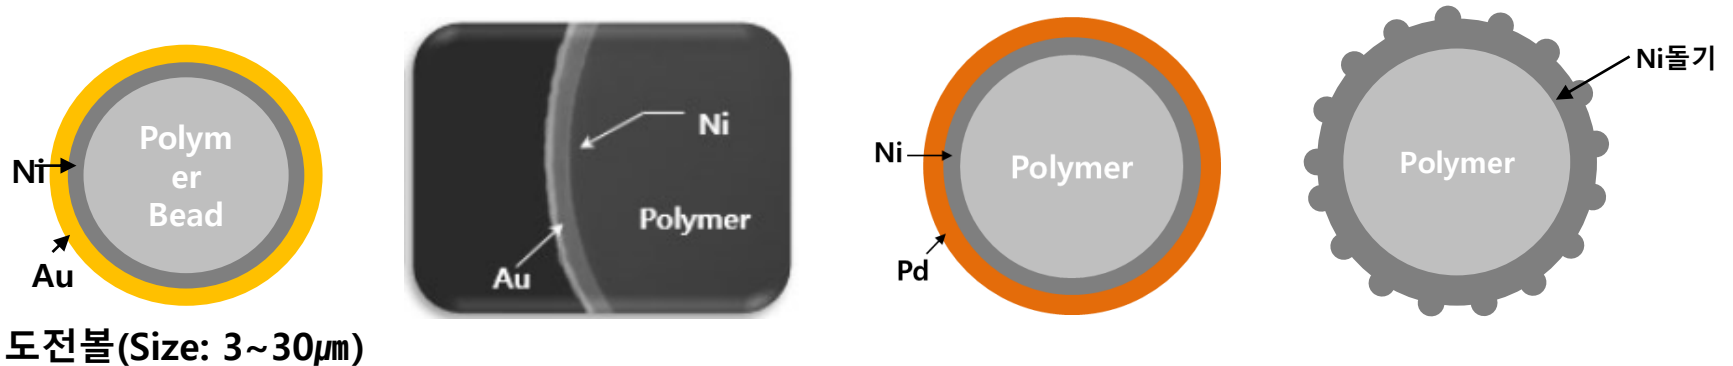 Polym
er
Bead
Ni
Au
도전볼(Size: 3~30㎛)
Ni
Polymer
Au
Ni
Polymer
Pd
Ni돌기
Polymer